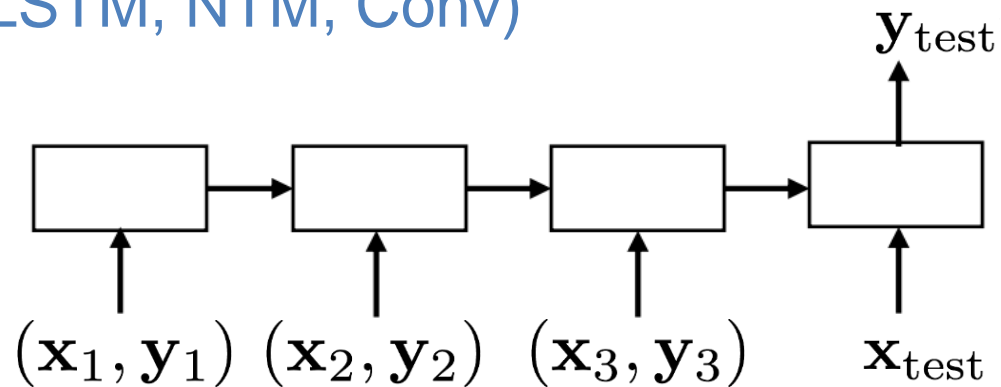 LSTM, NTM, Conv)
y_test
(x_1, y_1) (x_2, y_2) (x_3, y_3) x_test